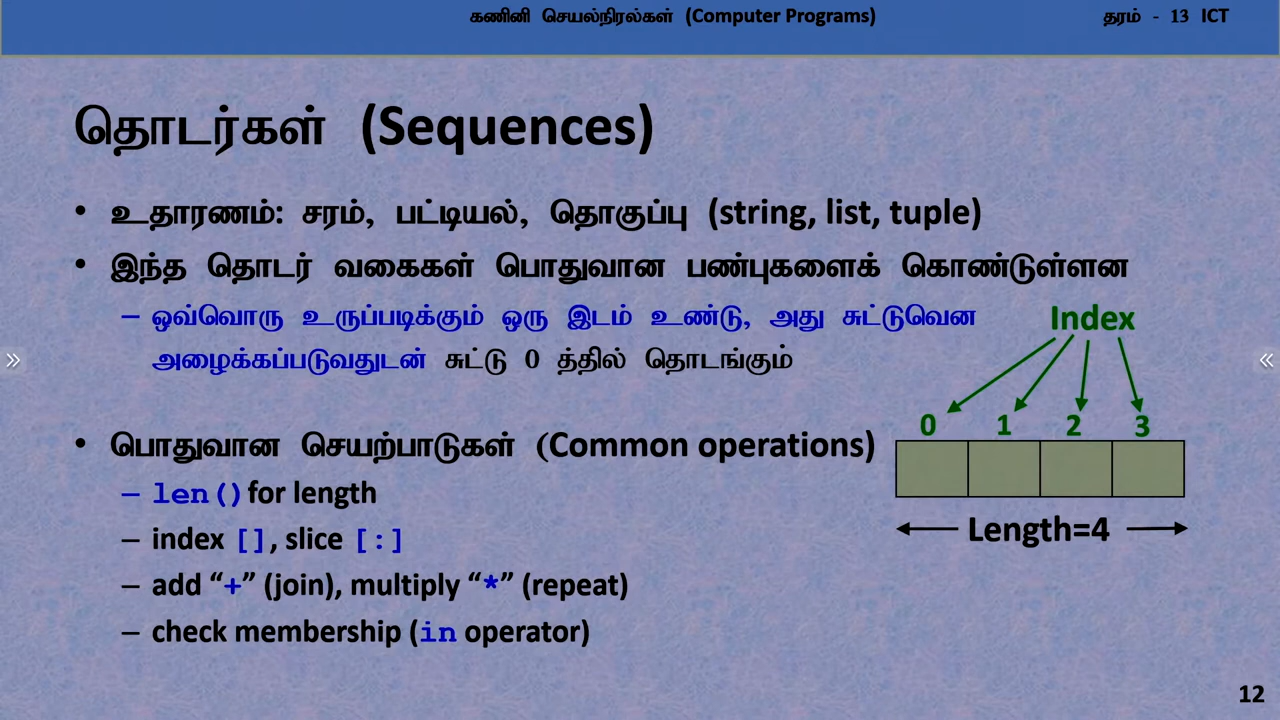 கணினி செயல்நிரல்கள் (Computer Programs) தரம் - 13 ICT
தொடர்கள் (Sequences)
• உதாரணம்: சரம், பட்டியல், தொகுப்பு (string, list, tuple)
• இந்த தொடர் வகைகள் பொதுவான பண்புகளைக் கொண்டுள்ளன
– ஒவ்வொரு உருப்படிக்கும் ஒரு இடம் உண்டு, அது சுட்டுவென
அழைக்கப்படுவதுடன் சுட்டு 0 த்தில் தொடங்கும்
Index
0 1 2 3
Length=4
• பொதுவான செயற்பாடுகள் (Common operations)
– len() for length
– index [], slice [:]
– add “+” (join), multiply “*” (repeat)
– check membership (in operator)
12